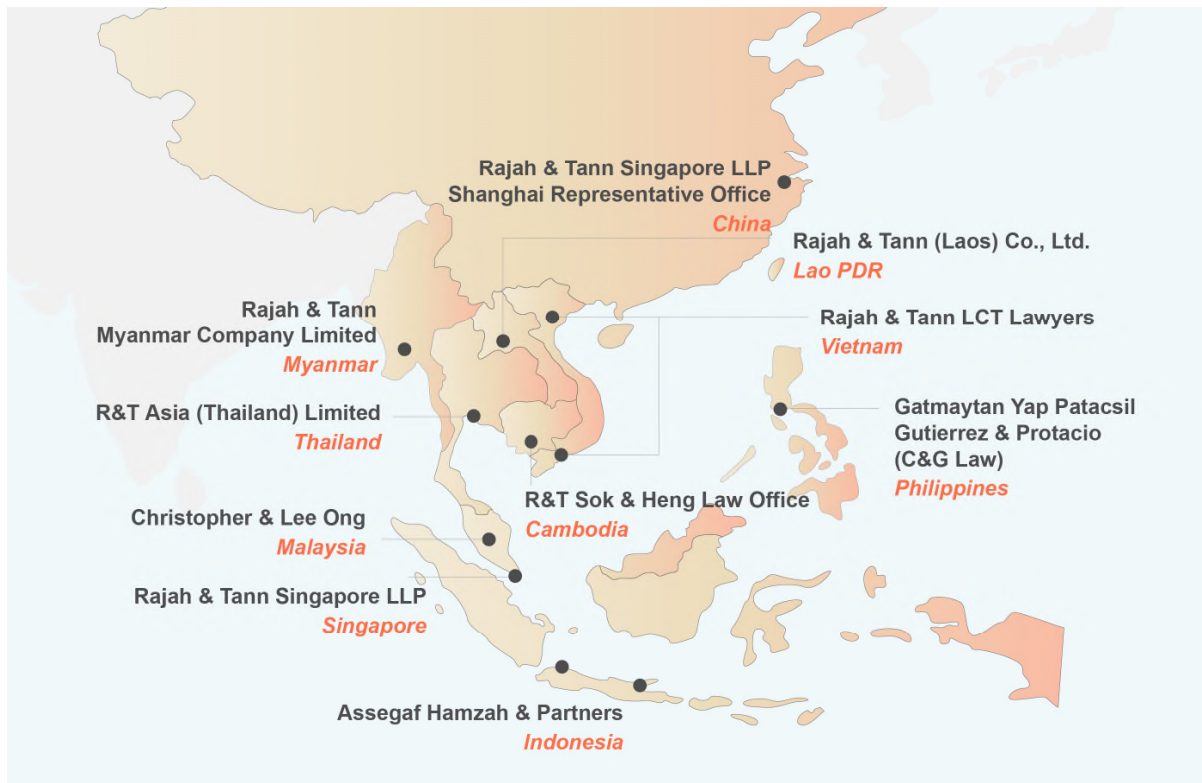 Rajah & Tann Singapore LLP
Shanghai Representative Office
China
Rajah & Tann (Laos) Co., Ltd.
Lao PDR
Rajah & Tann
Myanmar Company Limited
Myanmar
Rajah & Tann LCT Lawyers
Vietnam
R&T Asia (Thailand) Limited
Thailand
Gatmaytan Yap Patacsil
Gutierrez & Protacio
(C&G Law)
Philippines
R&T Sok & Heng Law Office
Cambodia
Christopher & Lee Ong
Malaysia
Rajah & Tann Singapore LLP
Singapore
Assegaf Hamzah & Partners
Indonesia